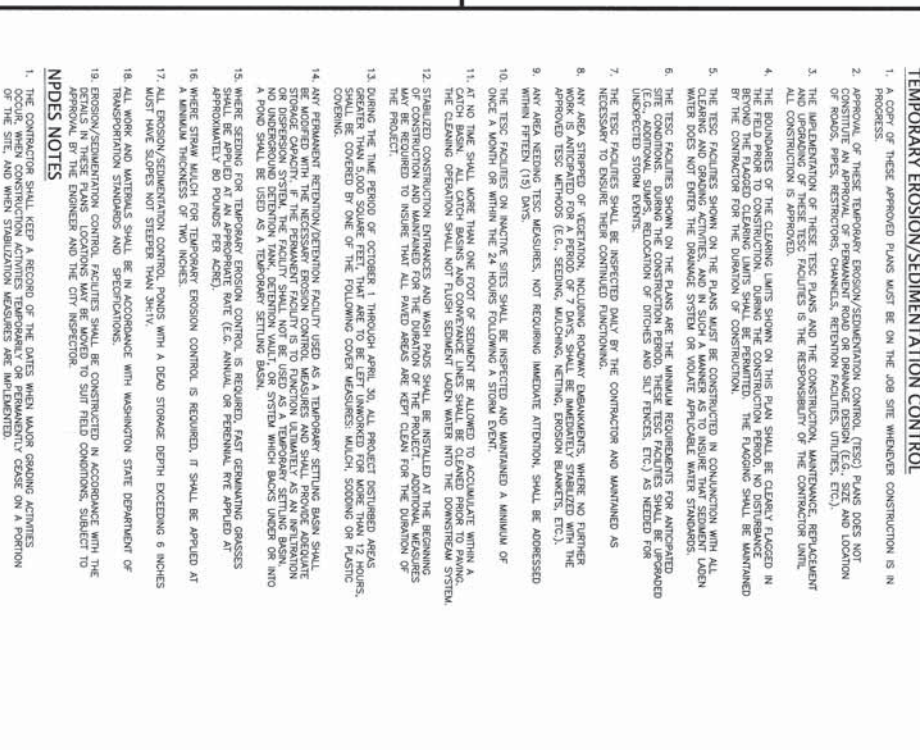 TEMPORARY EROSION/SEDIMENTATION CONTROL
1. A COPY OF THESE APPROVED PLANS MUST BE ON THE JOB SITE WHENEVER CONSTRUCTION IS IN
PROGRESS.
2. APPROVAL OF THESE TEMPORARY EROSION/SEDIMENTATION CONTROL (TESC) PLANS DOES NOT
CONSTITUTE AN APPROVAL OF PERMANENT ROAD OR DRAINAGE DESIGN (E.G., SIZE AND LOCATION
OF ROADS, PIPES, RESTRICTORS, CHANNELS, RETENTION FACILITIES, UTILITIES, ETC.).
3. THE IMPLEMENTATION OF THESE TESC PLANS AND THE CONSTRUCTION, MAINTENANCE, REPLACEMENT
AND UPGRADING OF THESE TESC FACILITIES IS THE RESPONSIBILITY OF THE CONTRACTOR UNTIL
ALL CONSTRUCTION IS APPROVED.
4. THE BOUNDARIES OF THE CLEARING LIMITS SHOWN ON THIS PLAN SHALL BE CLEARLY FLAGGED IN
THE FIELD PRIOR TO CONSTRUCTION. DURING THE CONSTRUCTION PERIOD, NO DISTURBANCE
BEYOND THE FLAGGED CLEARING LIMITS SHALL BE PERMITTED. THE FLAGGING SHALL BE MAINTAINED
BY THE CONTRACTOR FOR THE DURATION OF CONSTRUCTION.
5. THE TESC FACILITIES SHOWN ON THE PLANS MUST BE CONSTRUCTED IN CONJUNCTION WITH ALL
CLEARING AND GRADING ACTIVITIES, AND IN SUCH A MANNER AS TO INSURE THAT SEDIMENT LADEN
WATER DOES NOT ENTER THE DRAINAGE SYSTEM OR VIOLATE APPLICABLE WATER STANDARDS.
6. THE TESC FACILITIES SHOWN ON THE PLANS ARE THE MINIMUM REQUIREMENTS FOR ANTICIPATED
SITE CONDITIONS. DURING THE CONSTRUCTION PERIOD, THESE TESC FACILITIES SHALL BE UPGRADED
(E.G., ADDITIONAL SUMPS, RELOCATION OF DITCHES AND SILT FENCES, ETC.) AS NEEDED FOR
UNEXPECTED STORM EVENTS.
7. THE TESC FACILITIES SHALL BE INSPECTED DAILY BY THE CONTRACTOR AND MAINTAINED AS
NECESSARY TO ENSURE THEIR CONTINUED FUNCTIONING.
8. ANY AREA STRIPPED OF VEGETATION, INCLUDING ROADWAY EMBANKMENTS, WHERE NO FURTHER
WORK IS ANTICIPATED FOR A PERIOD OF 7 DAYS, SHALL BE IMMEDIATELY STABILIZED WITH THE
APPROVED TESC METHODS (E.G., SEEDING, MULCHING, NETTING, EROSION BLANKETS, ETC.).
9. ANY AREA NEEDING TESC MEASURES, NOT REQUIRING IMMEDIATE ATTENTION, SHALL BE ADDRESSED
WITHIN FIFTEEN (15) DAYS.
10. THE TESC FACILITIES ON INACTIVE SITES SHALL BE INSPECTED AND MAINTAINED A MINIMUM OF
ONCE A MONTH OR WITHIN THE 24 HOURS FOLLOWING A STORM EVENT.
11. AT NO TIME SHALL MORE THAN ONE FOOT OF SEDIMENT BE ALLOWED TO ACCUMULATE WITHIN A
CATCH BASIN. ALL CATCH BASINS AND CONVEYANCE LINES SHALL BE CLEANED PRIOR TO PAVING.
THE CLEANING OPERATION SHALL NOT FLUSH SEDIMENT LADEN WATER INTO THE DOWNSTREAM SYSTEM.
12. STABILIZED CONSTRUCTION ENTRANCES AND WASH PADS SHALL BE INSTALLED AT THE BEGINNING
OF CONSTRUCTION AND MAINTAINED FOR THE DURATION OF THE PROJECT. ADDITIONAL MEASURES
MAY BE REQUIRED TO INSURE THAT ALL PAVED AREAS ARE KEPT CLEAN FOR THE DURATION OF
THE PROJECT.
13. DURING THE TIME PERIOD OF OCTOBER 1 THROUGH APRIL 30, ALL PROJECT DISTURBED AREAS
GREATER THAN 5,000 SQUARE FEET, THAT ARE TO BE LEFT UNWORKED FOR MORE THAN 12 HOURS,
SHALL BE COVERED BY ONE OF THE FOLLOWING COVER MEASURES: MULCH, SODDING OR PLASTIC
COVERING.
14. ANY PERMANENT RETENTION/DETENTION FACILITY USED AS A TEMPORARY SETTLING BASIN SHALL
BE MODIFIED WITH THE NECESSARY EROSION CONTROL MEASURES AND SHALL PROVIDE ADEQUATE
STORAGE CAPACITY. IF THE PERMANENT FACILITY IS TO FUNCTION ULTIMATELY AS AN INFILTRATION
OR DISPERSION SYSTEM, THE FACILITY SHALL NOT BE USED AS A TEMPORARY SETTLING BASIN.
NO UNDERGROUND DETENTION TANK, DETENTION VAULT, OR SYSTEM WHICH BACKS UNDER OR INTO
A POND SHALL BE USED AS A TEMPORARY SETTLING BASIN.
15. WHERE SEEDING FOR TEMPORARY EROSION CONTROL IS REQUIRED, FAST GERMINATING GRASSES
SHALL BE APPLIED AT AN APPROPRIATE RATE (E.G. ANNUAL OR PERENNIAL RYE APPLIED AT
APPROXIMATELY 80 POUNDS PER ACRE).
16. WHERE STRAW MULCH FOR TEMPORARY EROSION CONTROL IS REQUIRED, IT SHALL BE APPLIED AT
A MINIMUM THICKNESS OF TWO INCHES.
17. ALL EROSION/SEDIMENTATION CONTROL PONDS WITH A DEAD STORAGE DEPTH EXCEEDING 6 INCHES
MUST HAVE SLOPES NOT STEEPER THAN 3H:1V.
18. ALL WORK AND MATERIALS SHALL BE IN ACCORDANCE WITH WASHINGTON STATE DEPARTMENT OF
TRANSPORTATION STANDARDS AND SPECIFICATIONS.
19. EROSION/SEDIMENTATION CONTROL FACILITIES SHALL BE CONSTRUCTED IN ACCORDANCE WITH THE
DETAILS IN THESE PLANS. LOCATIONS MAY BE MOVED TO SUIT FIELD CONDITIONS, SUBJECT TO
APPROVAL BY THE ENGINEER AND THE CITY INSPECTOR.
NPDES NOTES
1. THE CONTRACTOR SHALL KEEP A RECORD OF THE DATES WHEN MAJOR GRADING ACTIVITIES
OCCUR, WHEN CONSTRUCTION ACTIVITIES TEMPORARILY OR PERMANENTLY CEASE ON A PORTION
OF THE SITE, AND WHEN STABILIZATION MEASURES ARE IMPLEMENTED.